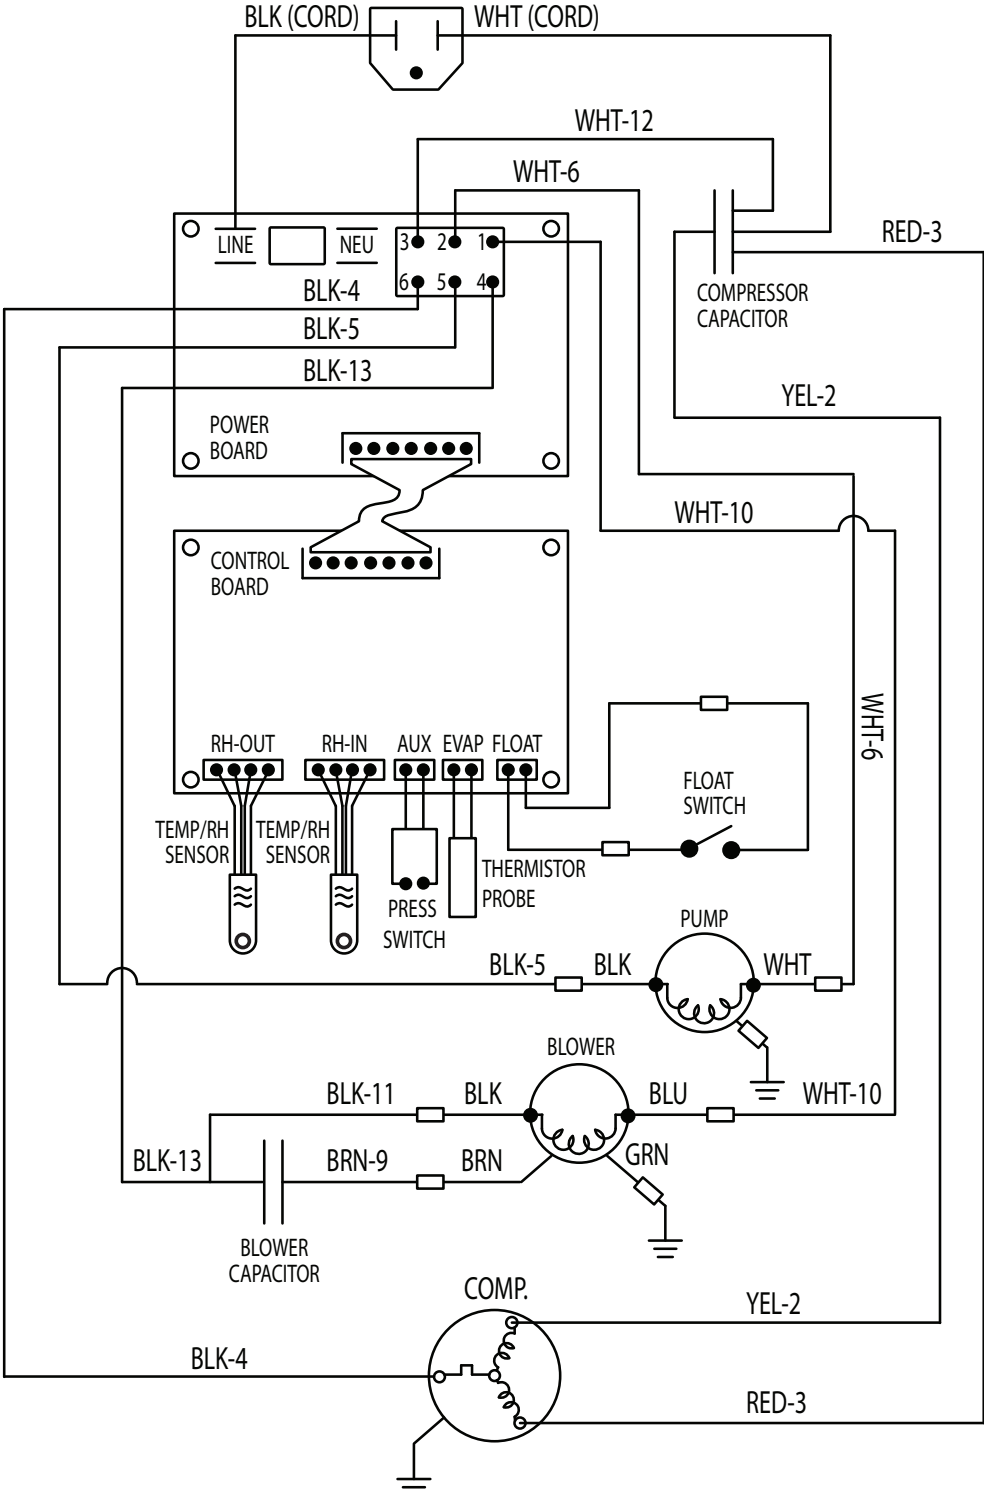 BLK (CORD)
WHT (CORD)
WHT-12
WHT-6
RED-3
LINE
NEU
3 2 1
6 5 4
COMPRESSOR
CAPACITOR
BLK-4
BLK-5
BLK-13
YEL-2
POWER
BOARD
WHT-10
CONTROL
BOARD
WHT-6
RH-OUT
RH-IN
AUX
EVAP
FLOAT
FLOAT
SWITCH
TEMP/RH
SENSOR
TEMP/RH
SENSOR
THERMISTOR
PROBE
PRESS
SWITCH
PUMP
BLK-5
BLK
WHT
BLOWER
BLK-11
BLK
BLU
WHT-10
BLK-13
BRN-9
BRN
GRN
BLOWER
CAPACITOR
COMP.
YEL-2
BLK-4
RED-3